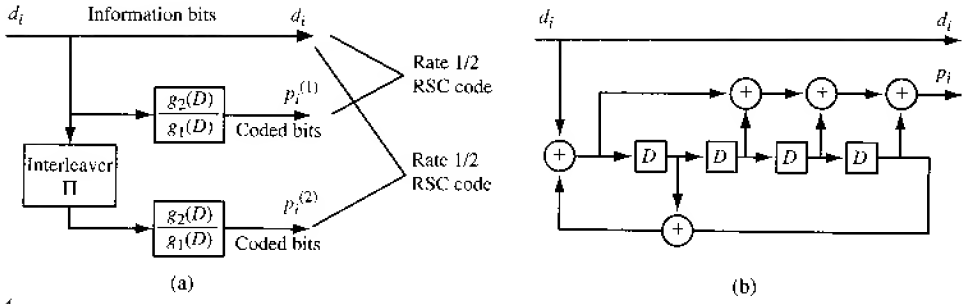 d_i Information bits d_i
Rate 1/2
RSC code
g_2(D)
g_1(D)
p_i^(1)
Coded bits
Interleaver
Π
Rate 1/2
RSC code
g_2(D)
g_1(D)
p_i^(2)
Coded bits
(a)
d_i d_i
p_i
+ + +
+ D D D D
+
(b)